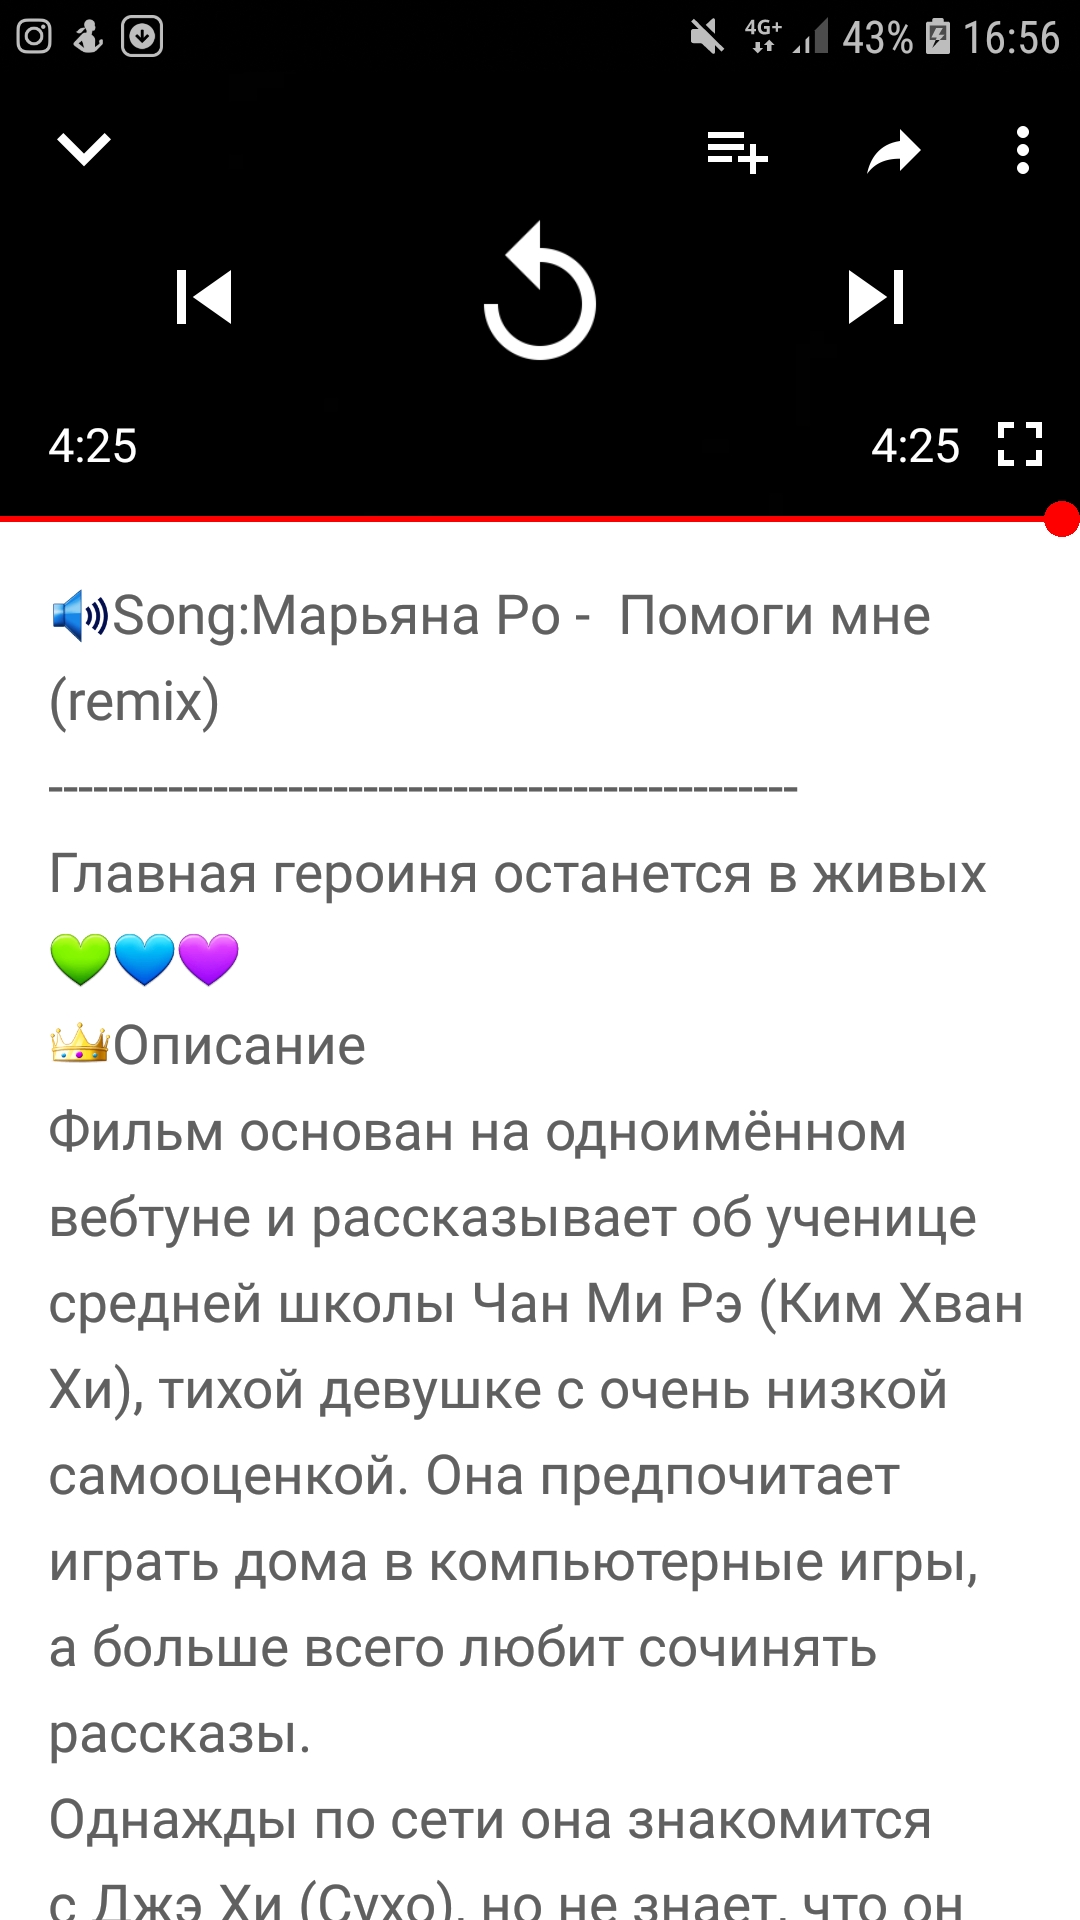 4G+ 43% 16:56
4:25 4:25
🔊Song:Марьяна Ро - Помоги мне
(remix)
--------------------------------------------------
Главная героиня останется в живых
💚💙💜
👑Описание
Фильм основан на одноимённом
вебтуне и рассказывает об ученице
средней школы Чан Ми Рэ (Ким Хван
Хи), тихой девушке с очень низкой
самооценкой. Она предпочитает
играть дома в компьютерные игры,
а больше всего любит сочинять
рассказы.
Однажды по сети она знакомится
с Джэ Хи (Сухо), но не знает, что он